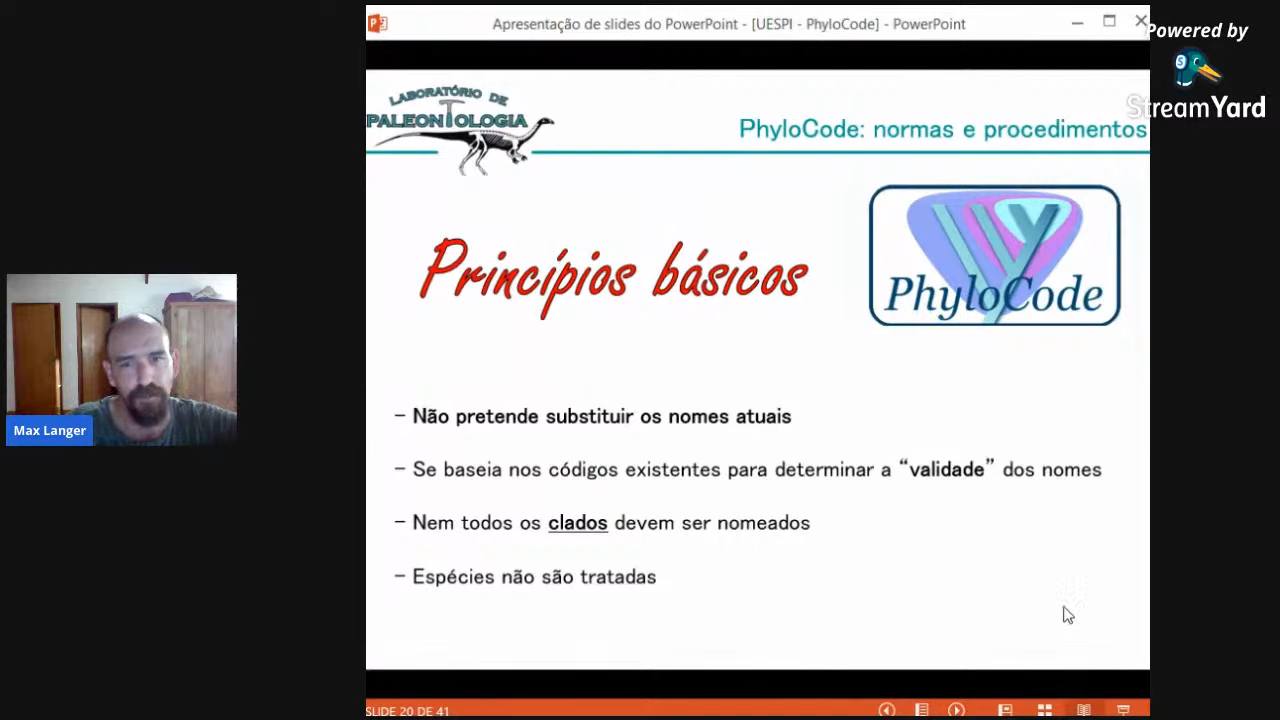 Apresentação de slides do PowerPoint - [UESPI - PhyloCode] - PowerPoint
Powered by
StreamYard
LABORATÓRIO DE
PALEONTOLOGIA
PhyloCode: normas e procedimentos
Princípios básicos
PhyloCode
Max Langer
- Não pretende substituir os nomes atuais
- Se baseia nos códigos existentes para determinar a “validade” dos nomes
- Nem todos os clados devem ser nomeados
- Espécies não são tratadas
SLIDE 20 DE 41